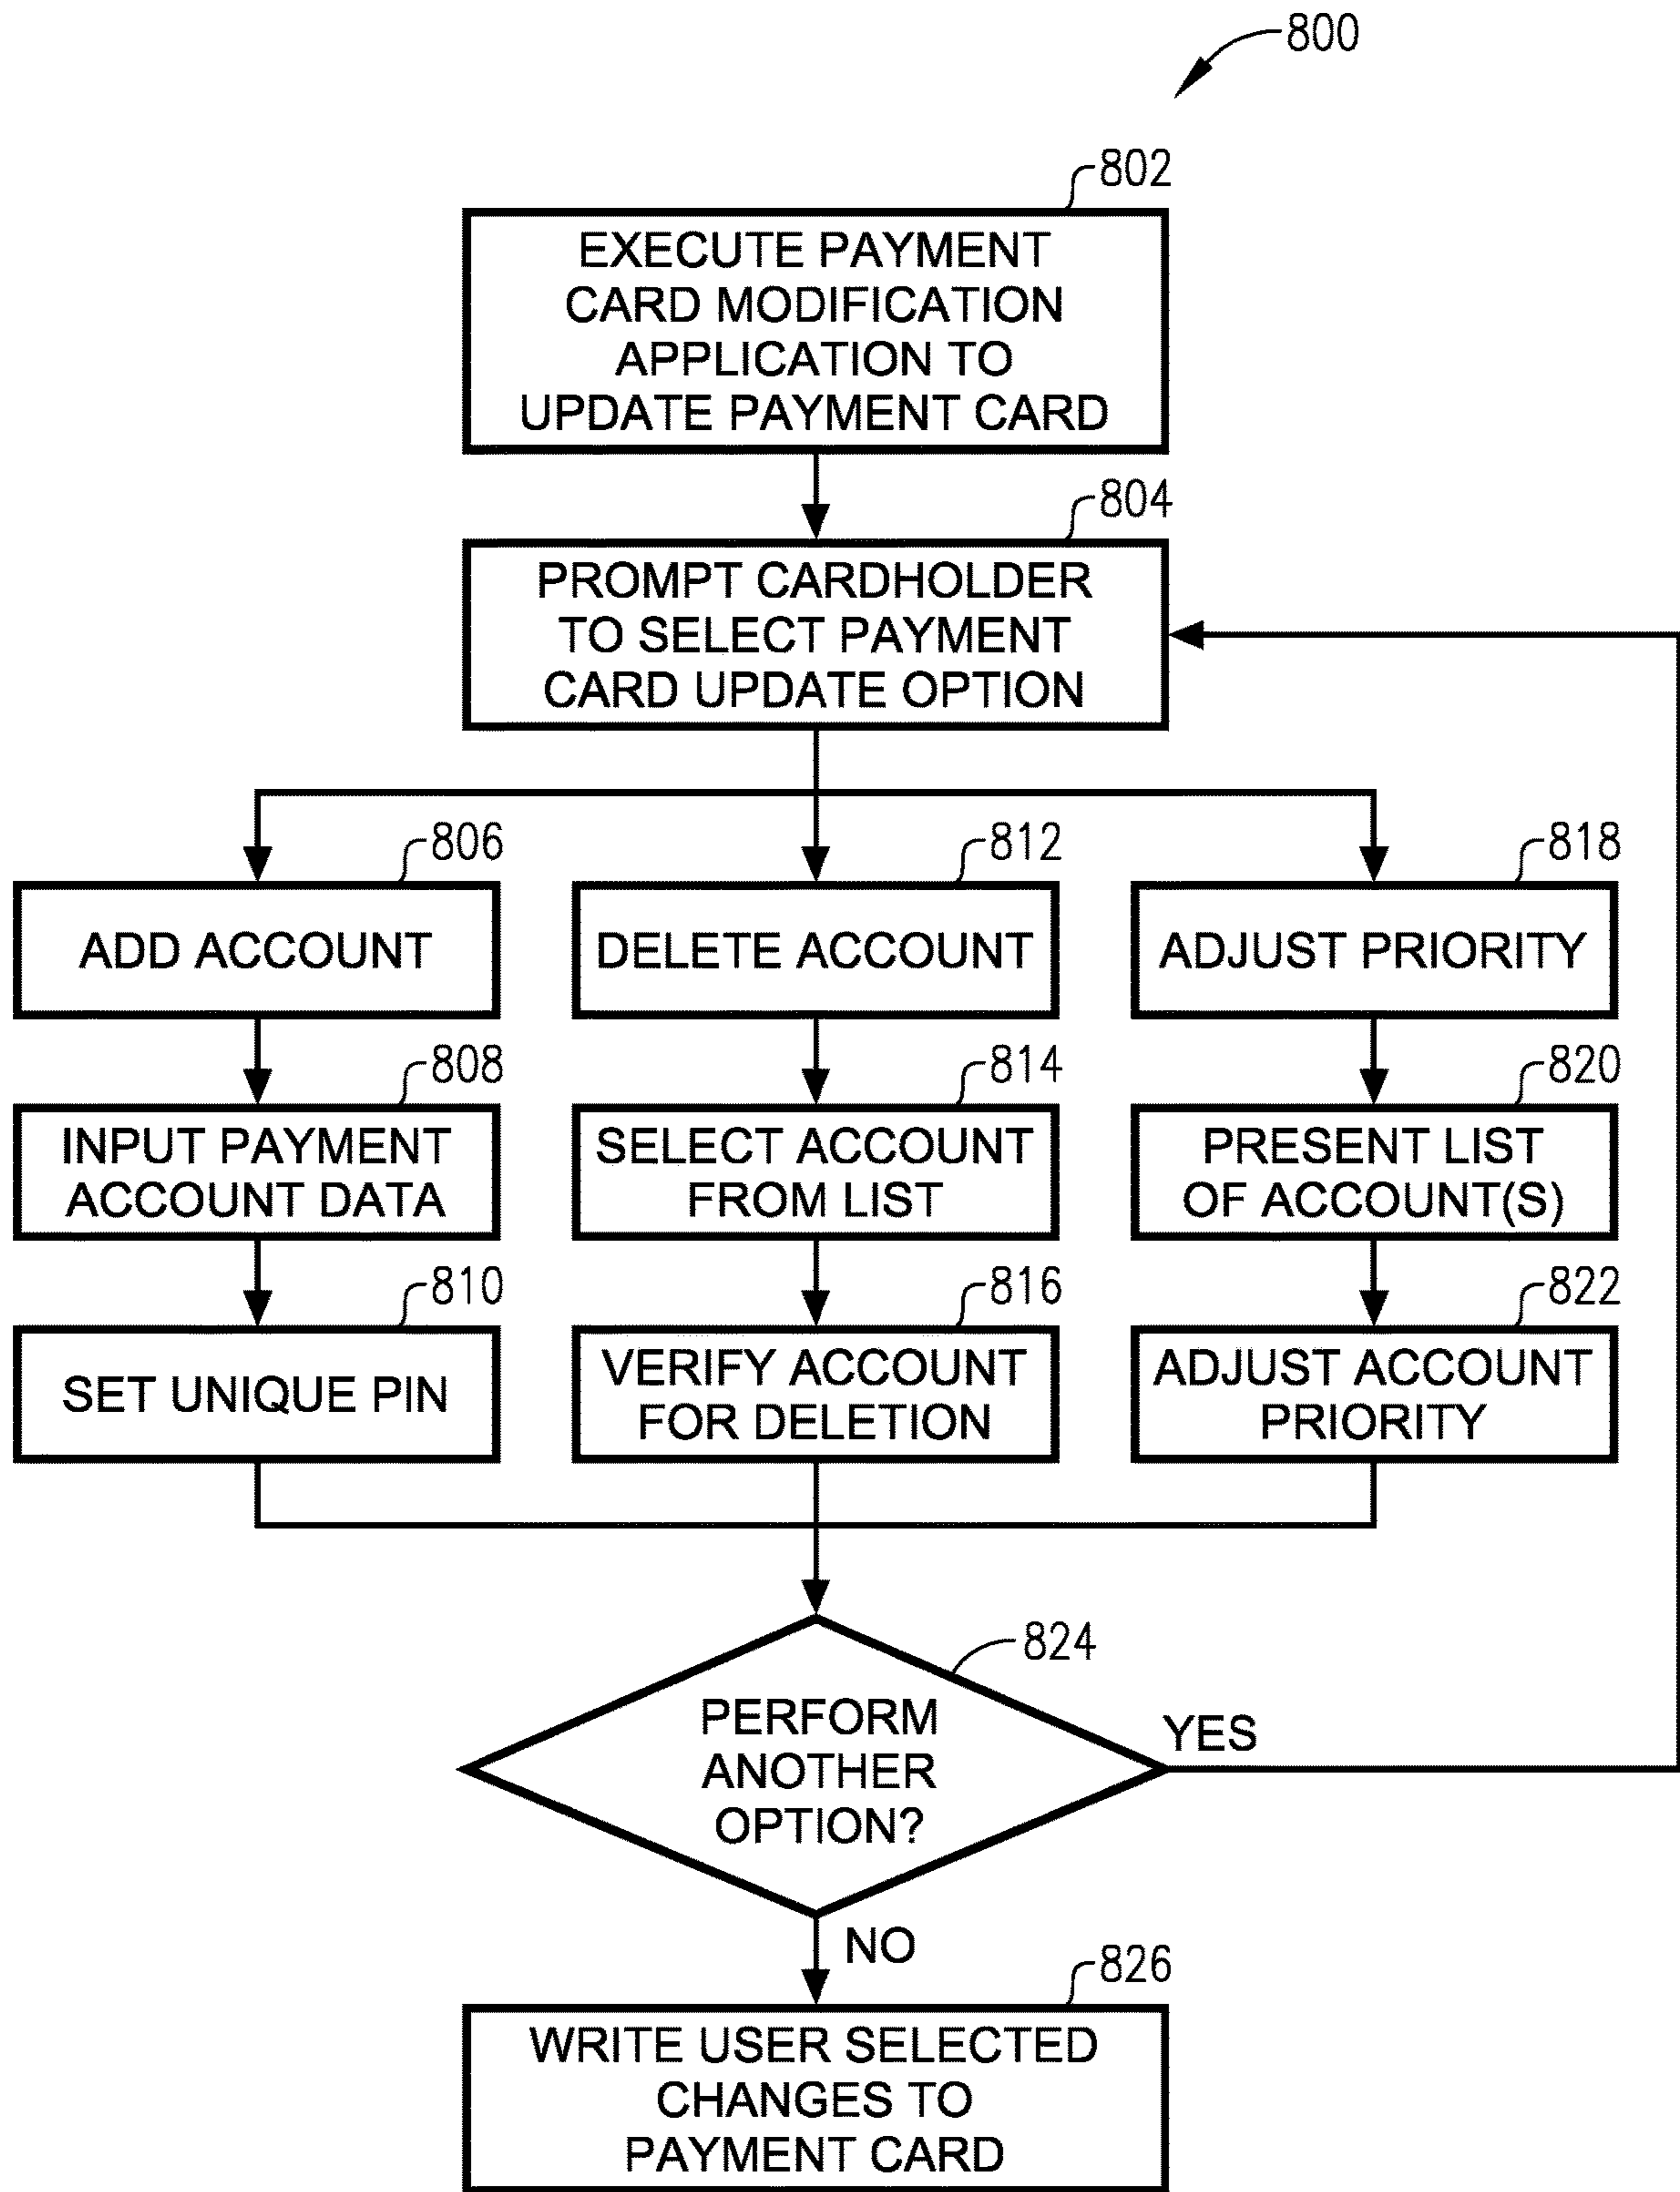 800
802
EXECUTE PAYMENT
CARD MODIFICATION
APPLICATION TO
UPDATE PAYMENT CARD
804
PROMPT CARDHOLDER
TO SELECT PAYMENT
CARD UPDATE OPTION
806
ADD ACCOUNT
812
DELETE ACCOUNT
818
ADJUST PRIORITY
808
INPUT PAYMENT
ACCOUNT DATA
814
SELECT ACCOUNT
FROM LIST
820
PRESENT LIST
OF ACCOUNT(S)
810
SET UNIQUE PIN
816
VERIFY ACCOUNT
FOR DELETION
822
ADJUST ACCOUNT
PRIORITY
824
PERFORM
ANOTHER
OPTION?
YES
NO
826
WRITE USER SELECTED
CHANGES TO
PAYMENT CARD